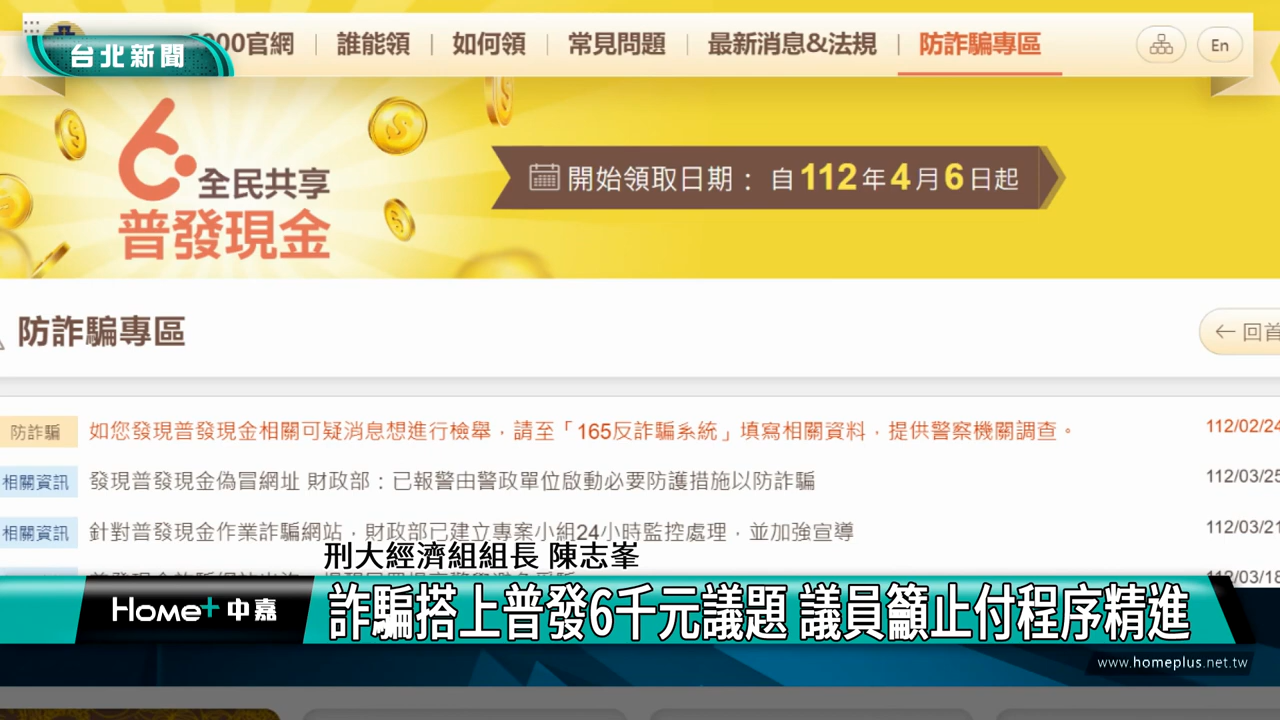 台北新聞
000官網 | 誰能領 | 如何領 | 常見問題 | 最新消息&法規 | 防詐騙專區
En
6
全民共享
普發現金
開始領取日期：自112年4月6日起
防詐騙專區
← 回首
防詐騙 如您發現普發現金相關可疑消息想進行檢舉，請至「165反詐騙系統」填寫相關資料，提供警察機關調查。 112/02/24
相關資訊 發現普發現金偽冒網址 財政部：已報警由警政單位啟動必要防護措施以防詐騙 112/03/25
相關資訊 針對普發現金作業詐騙網站，財政部已建立專案小組24小時監控處理，並加強宣導 112/03/21
112/03/18
刑大經濟組組長 陳志峯
Home+ 中嘉
詐騙搭上普發6千元議題 議員籲止付程序精進
www.homeplus.net.tw